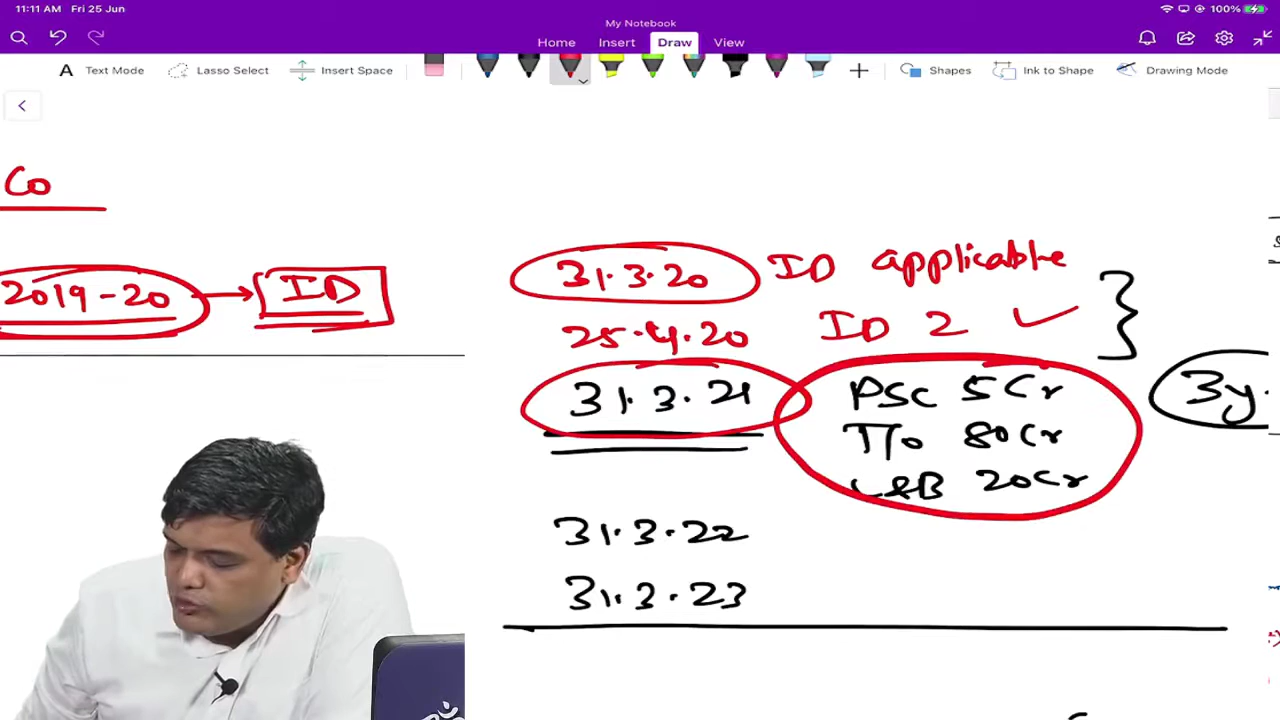 11:11 AM Fri 25 Jun
100%
My Notebook
Home Insert Draw View
Text Mode Lasso Select Insert Space Shapes Ink to Shape Drawing Mode
Co
2019-20 → ID
31.3.20 ID applicable
25.4.20 ID 2 ✓
31.3.21 PSC 5Cr
T/o 80Cr
L&B 20Cr
3y.
31.3.22
31.3.23